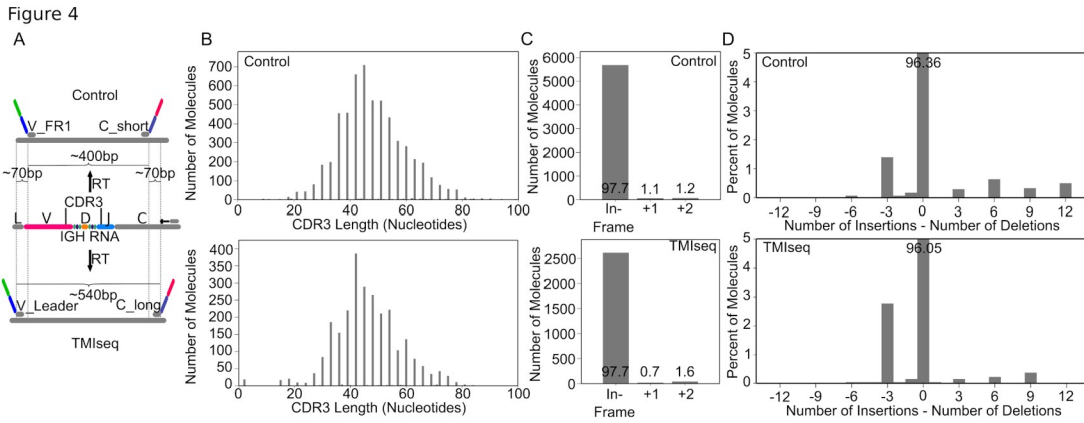 Figure 4
A
Control
V_FR1 C_short
~400bp
~70bp ~70bp
RT
CDR3
L V D J C
IGH RNA
RT
~540bp
V_Leader C_long
TMIseq
B
Control
Number of Molecules
700
600
500
400
300
200
100
0
0 20 40 60 80 100
CDR3 Length (Nucleotides)
Number of Molecules
400
350
300
250
200
150
100
50
0
0 20 40 60 80 100
CDR3 Length (Nucleotides)
C
Control
Number of Molecules
6000
5000
4000
3000
2000
1000
0
97.7 1.1 1.2
In- +1 +2
Frame
TMIseq
Number of Molecules
2500
2000
1500
1000
500
0
97.7 0.7 1.6
In- +1 +2
Frame
D
Control
96.36
Percent of Molecules
5
4
3
2
1
0
-12 -9 -6 -3 0 3 6 9 12
Number of Insertions - Number of Deletions
TMIseq
96.05
Percent of Molecules
5
4
3
2
1
0
-12 -9 -6 -3 0 3 6 9 12
Number of Insertions - Number of Deletions